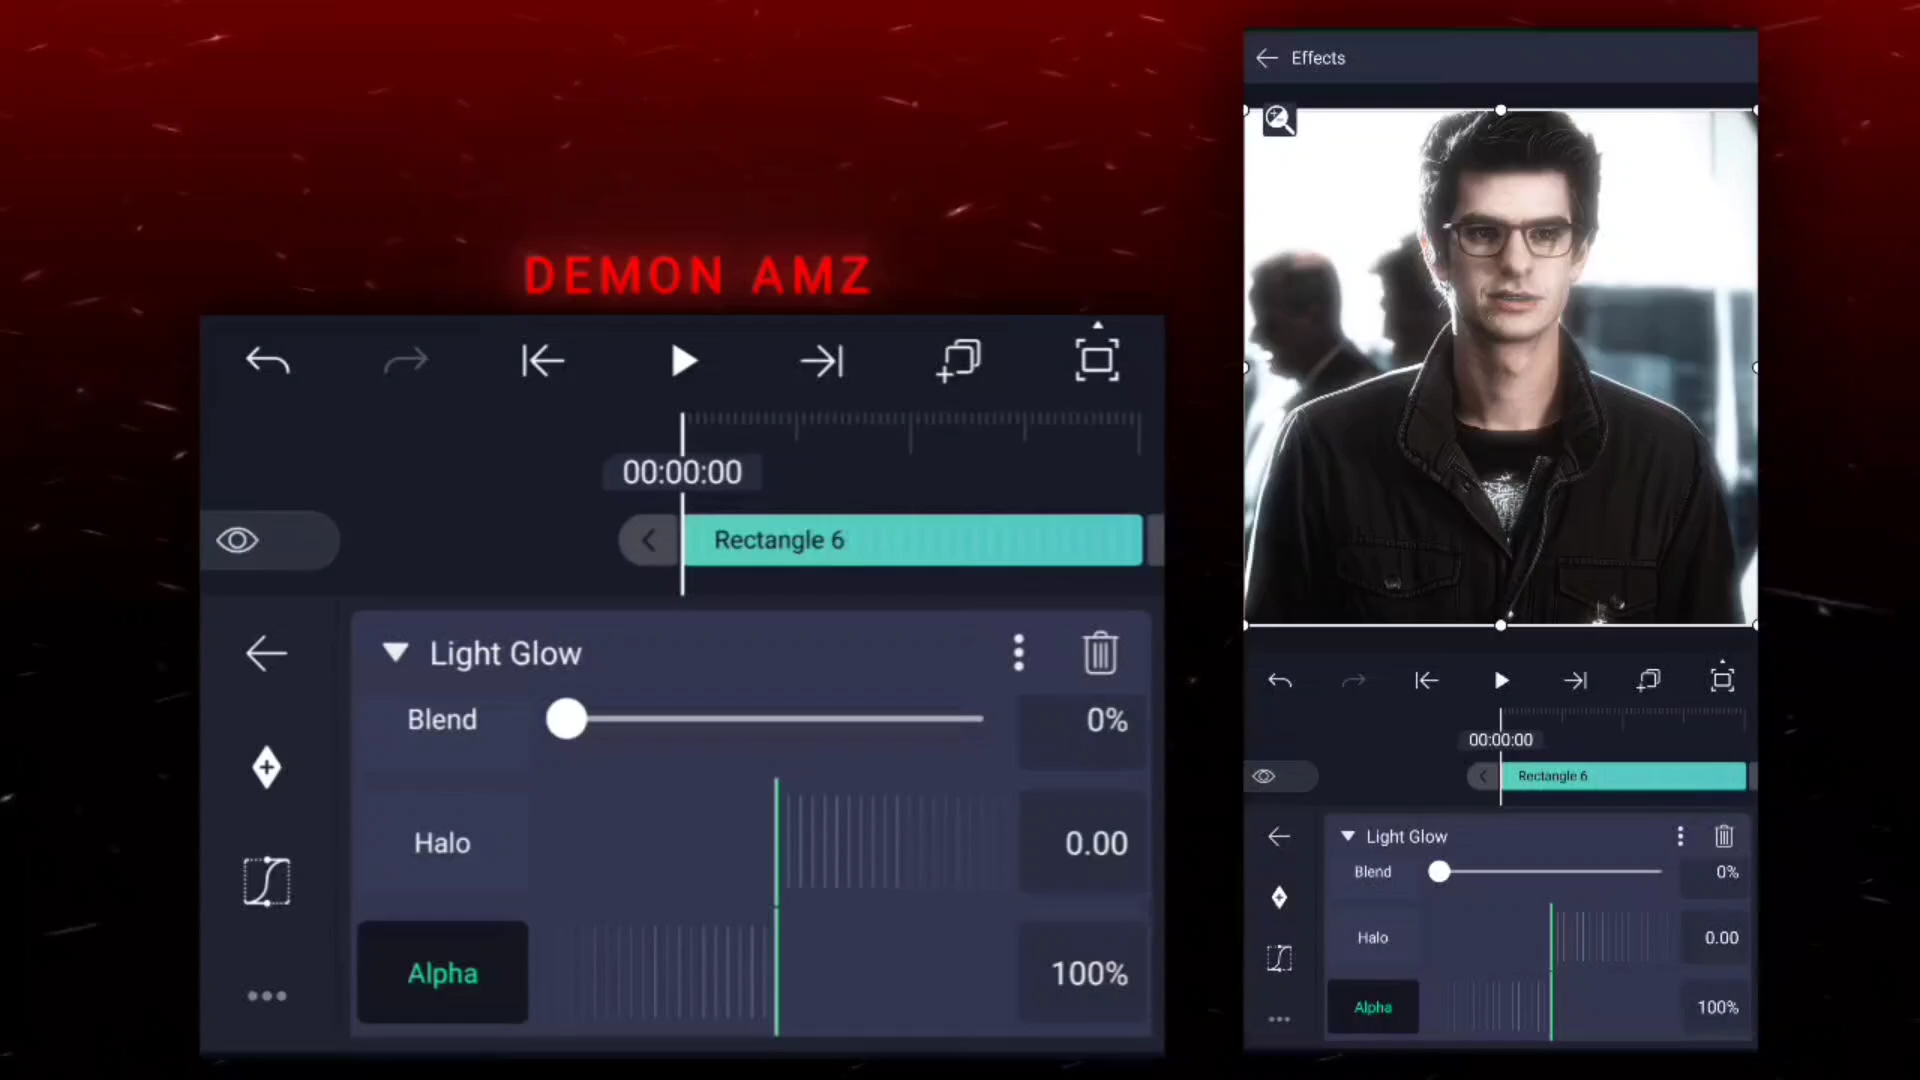 DEMON AMZ
00:00:00
Rectangle 6
Light Glow
Blend 0%
Halo 0.00
Alpha 100%
Effects
00:00:00
Rectangle 6
Light Glow
Blend 0%
Halo 0.00
Alpha 100%